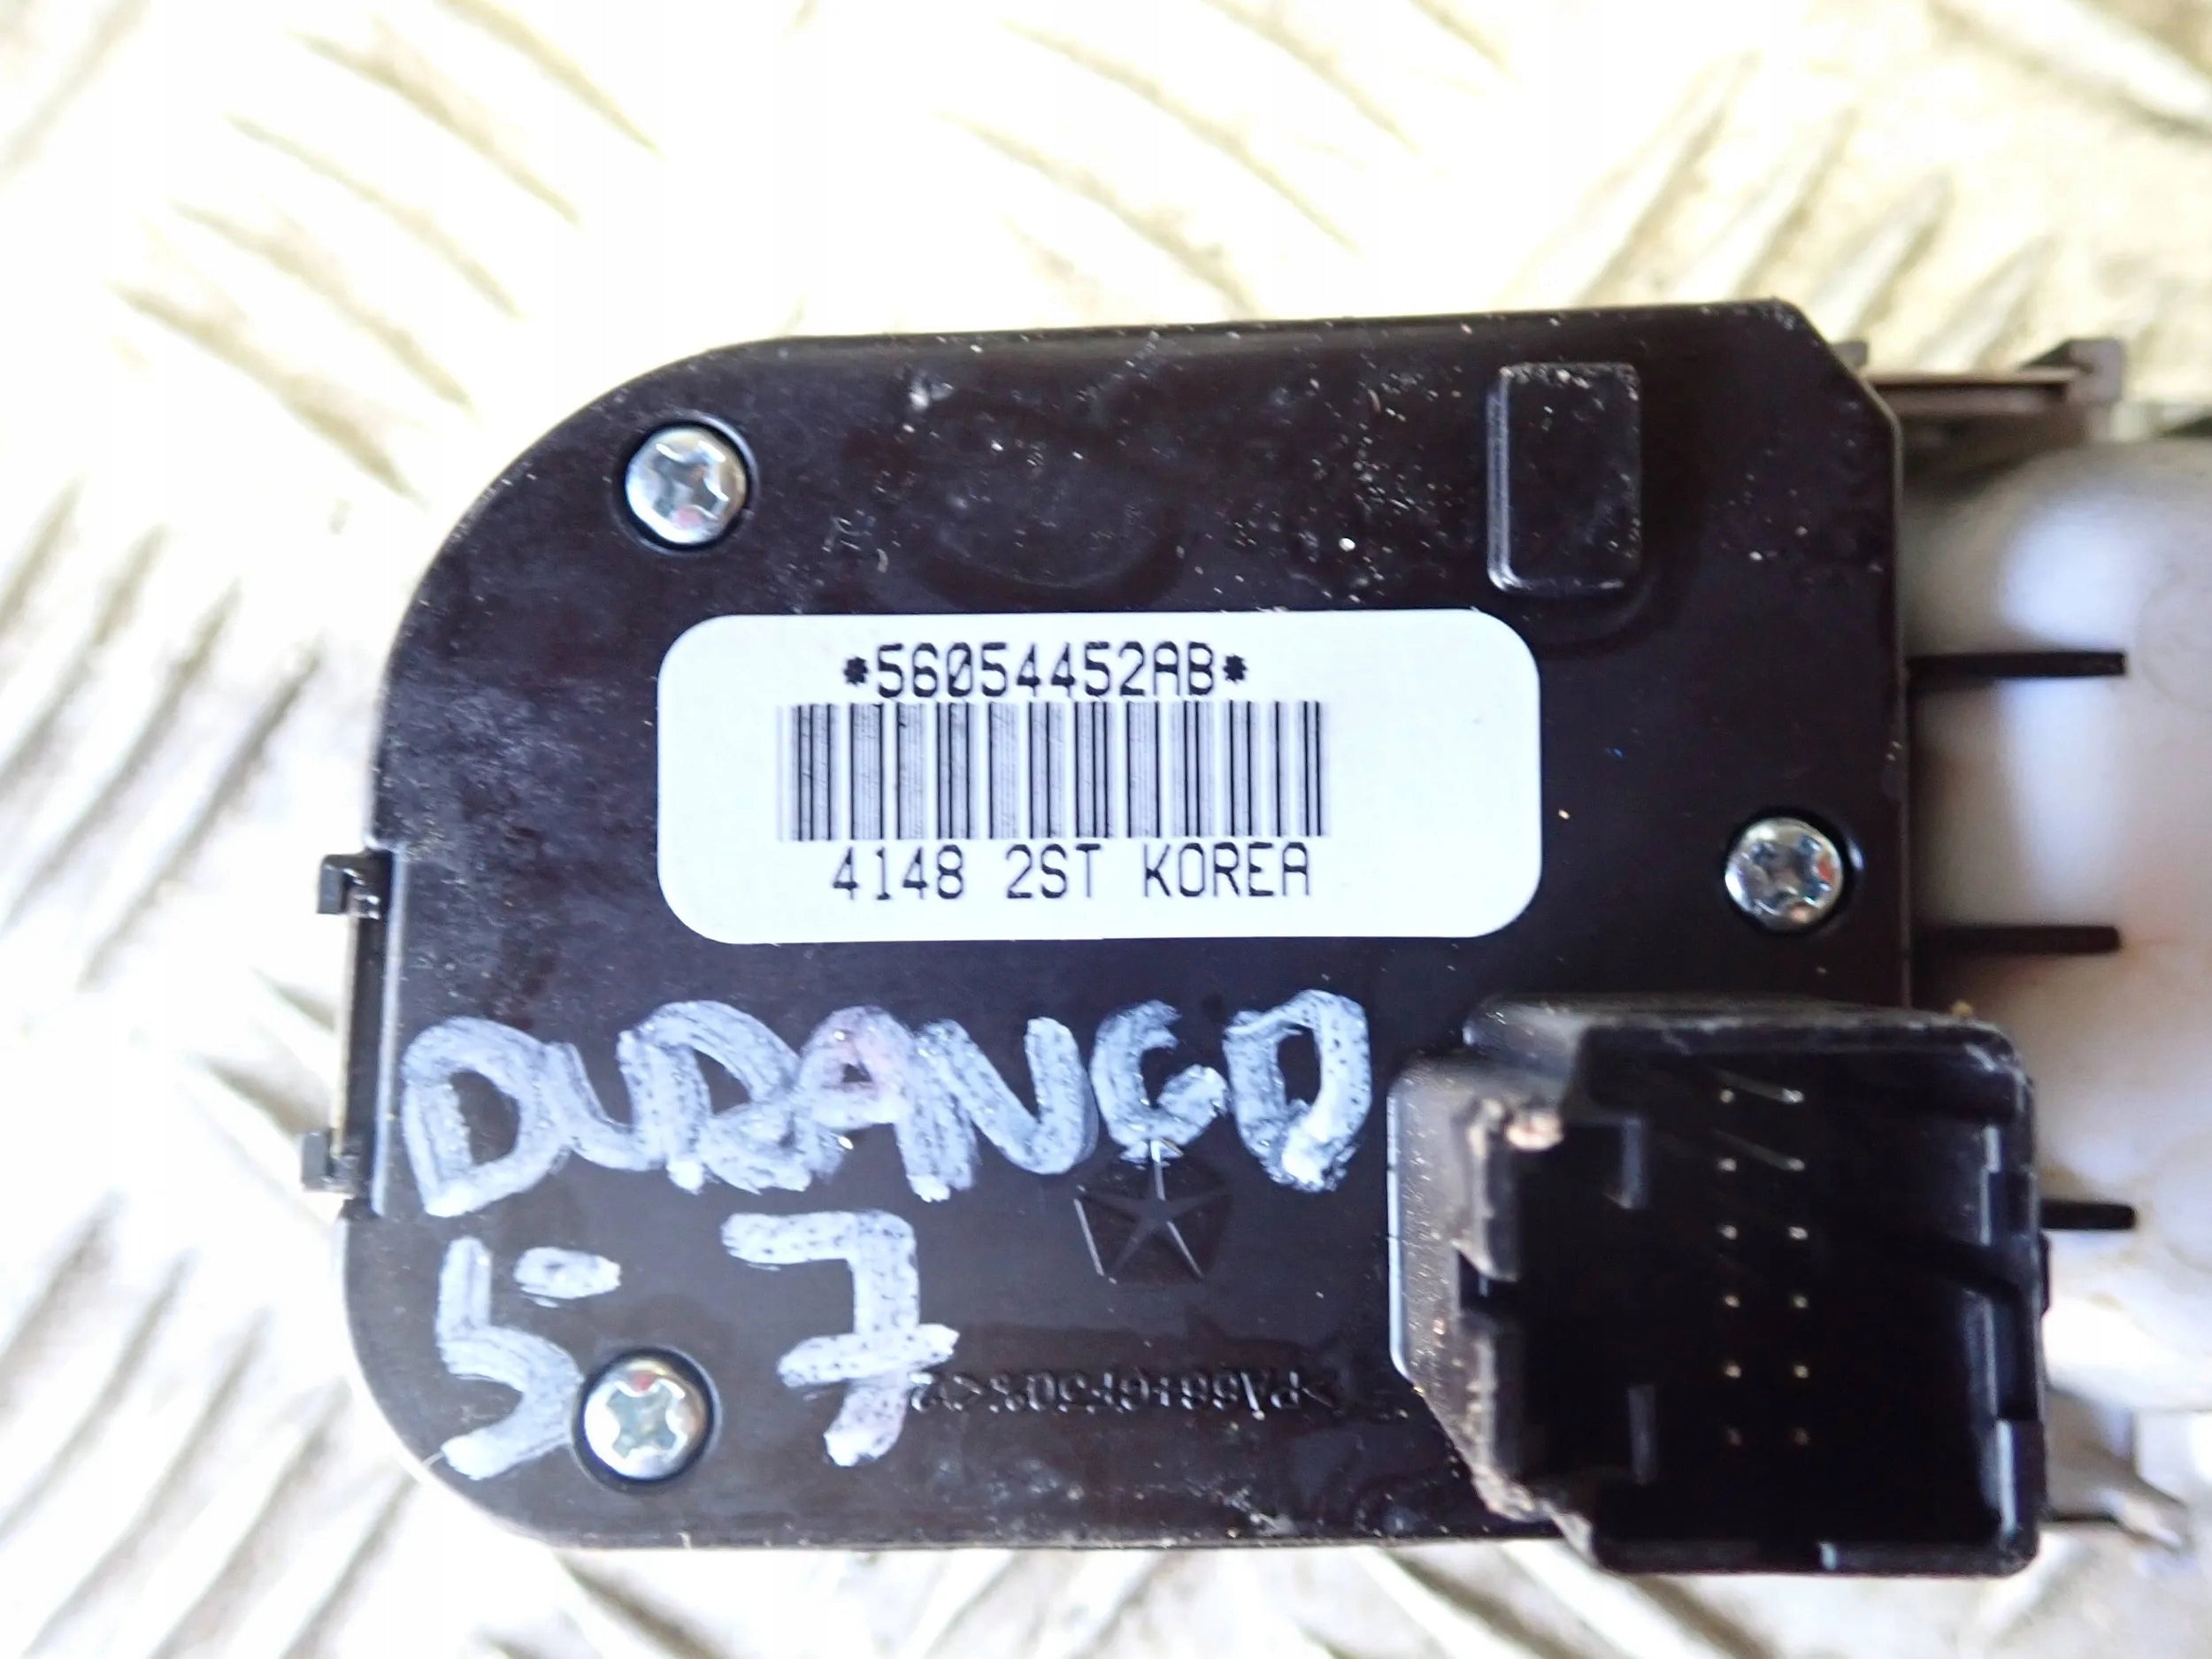 *56054452AB*
4148 2ST KOREA
DURANGO
5-7